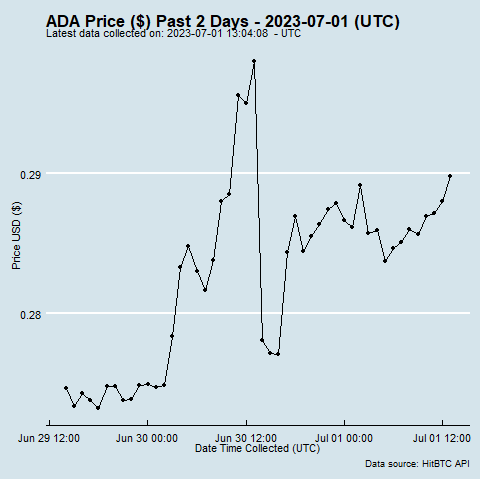 ADA Price ($) Past 2 Days - 2023-07-01 (UTC)
Latest data collected on: 2023-07-01 13:04:08 - UTC
0.29
Price USD ($)
0.28
Jun 29 12:00 Jun 30 00:00 Jun 30 12:00 Jul 01 00:00 Jul 01 12:00
Date Time Collected (UTC)
Data source: HitBTC API